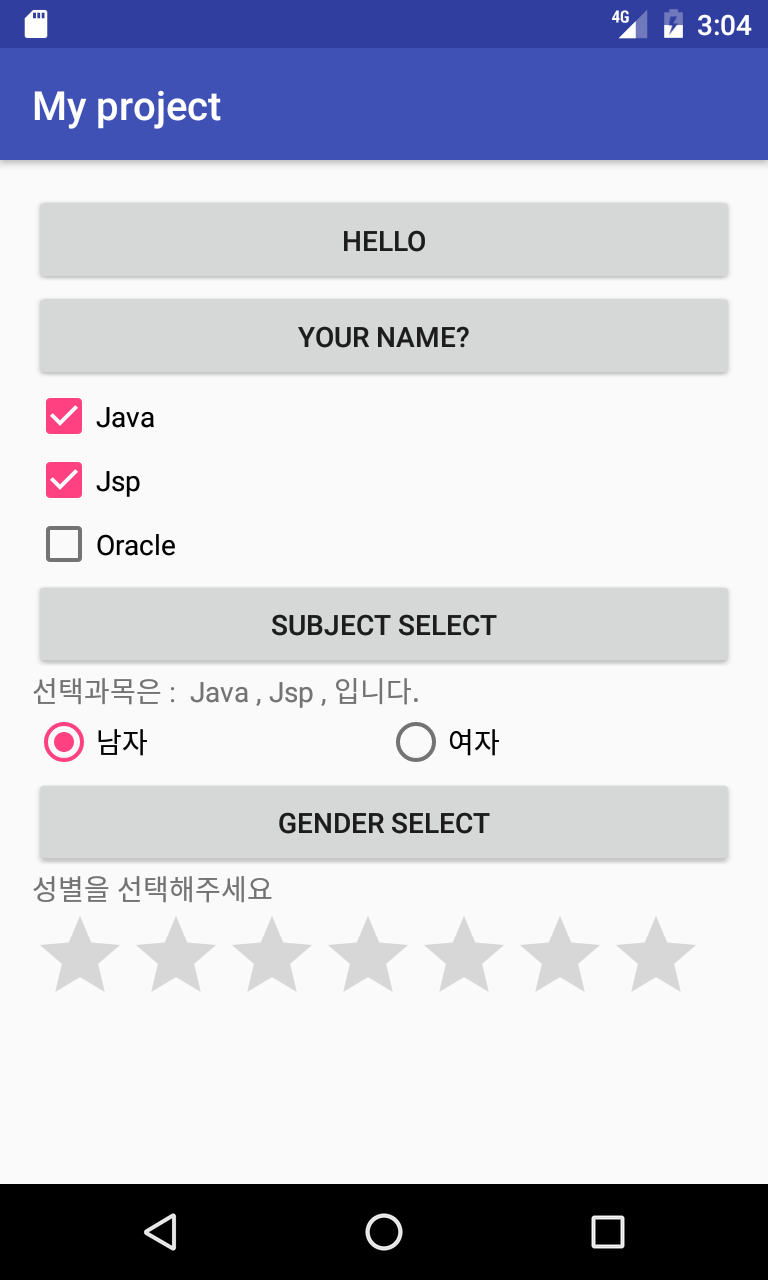 4G 3:04
My project
HELLO
YOUR NAME?
Java
Jsp
Oracle
SUBJECT SELECT
선택과목은 :  Java , Jsp , 입니다.
남자 여자
GENDER SELECT
성별을 선택해주세요